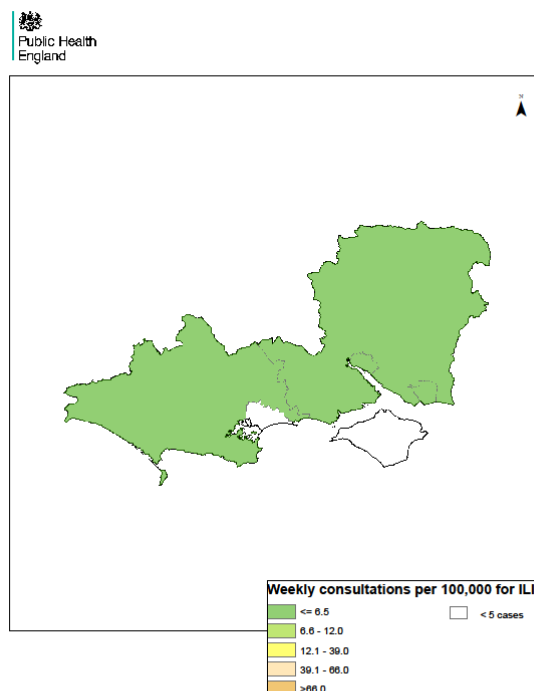 Public Health
England
N
Weekly consultations per 100,000 for ILI
<= 6.5
< 5 cases
6.6 - 12.0
12.1 - 39.0
39.1 - 66.0
>66.0